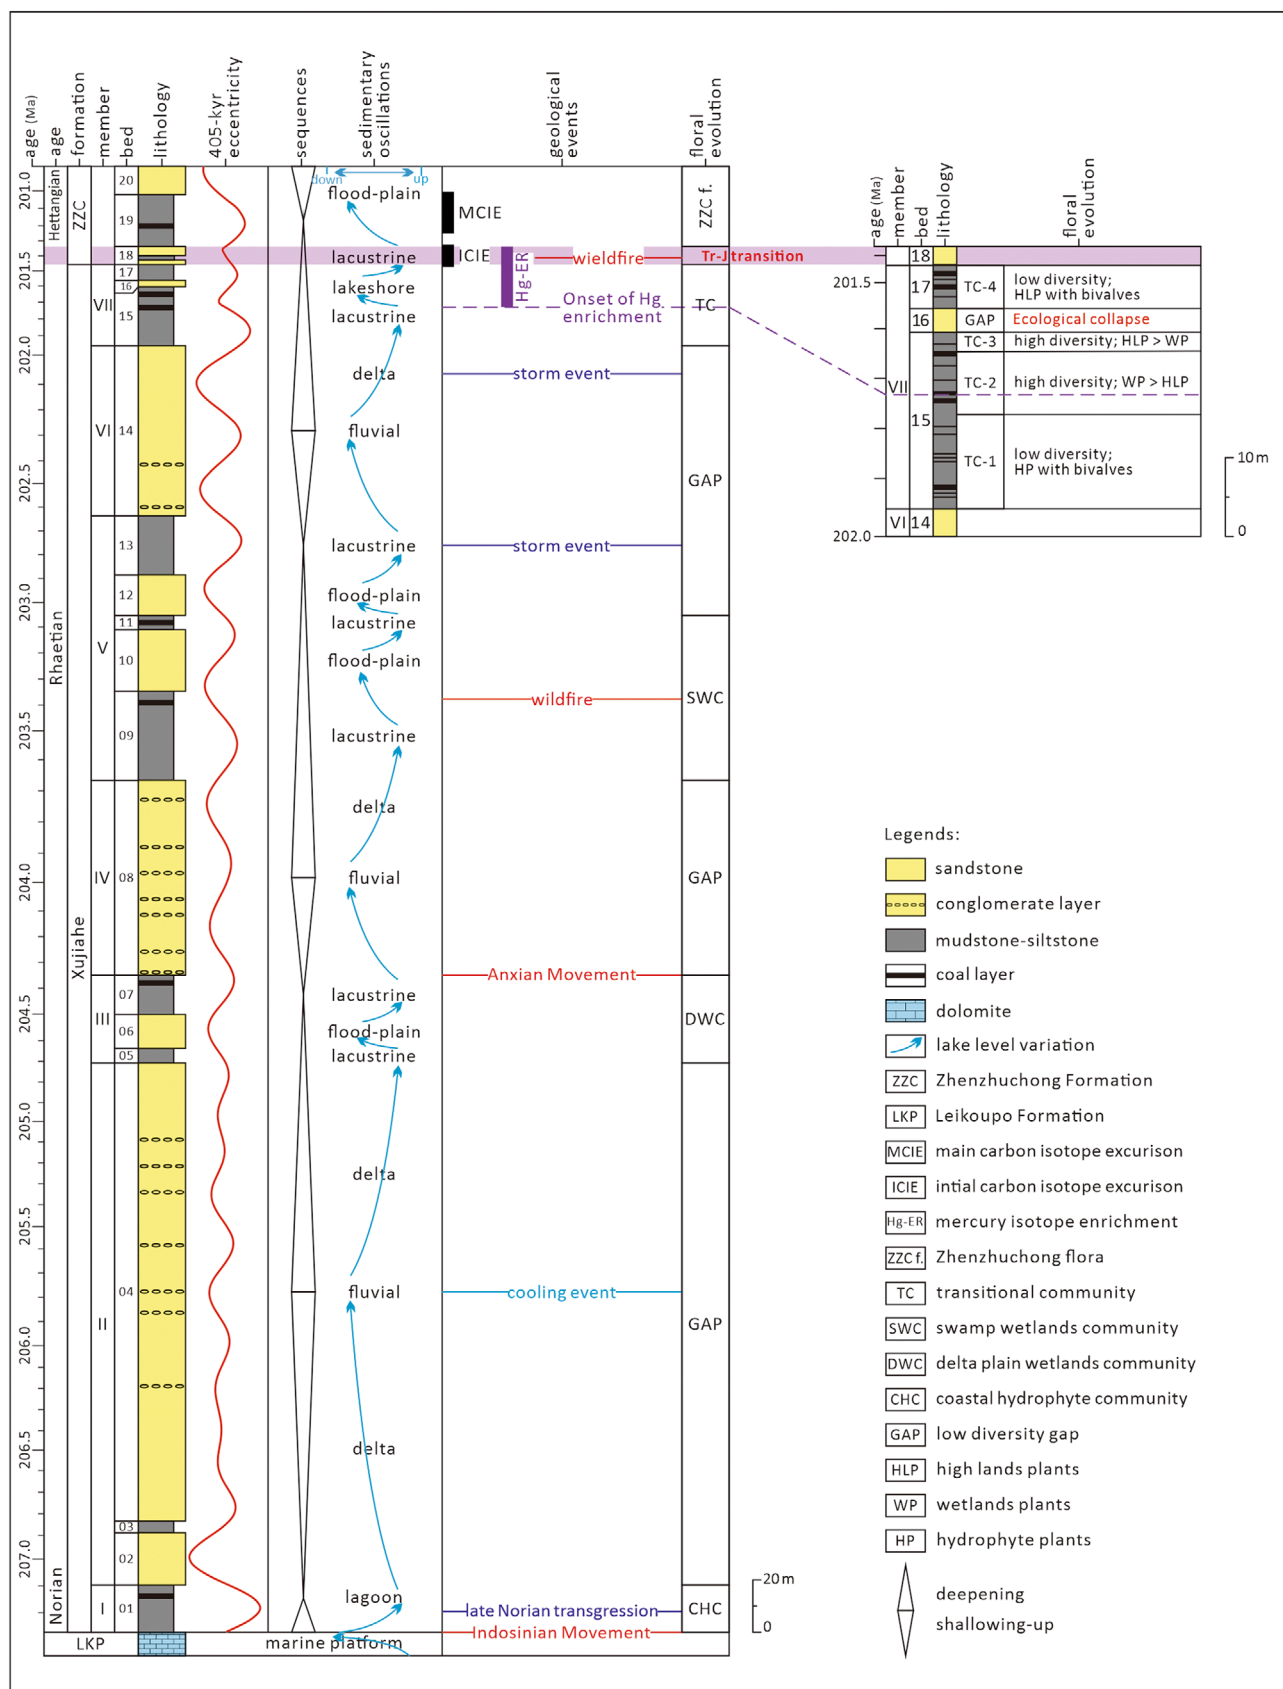 age (Ma)
age
formation
member
bed
lithology
405-kyr
eccentricity
sequences
sedimentary
oscillations
geological
events
floral
evolution
201.0
201.5
202.0
202.5
203.0
203.5
204.0
204.5
205.0
205.5
206.0
206.5
207.0
Hettangian
Rhaetian
Norian
ZZC
Xujiahe
LKP
VII
VI
V
IV
III
II
I
20
19
18
17
16
15
14
13
12
11
10
09
08
07
06
05
04
03
02
01
down
up
flood-plain
lacustrine
lakeshore
lacustrine
delta
fluvial
lacustrine
flood-plain
lacustrine
flood-plain
lacustrine
delta
fluvial
lacustrine
flood-plain
lacustrine
delta
fluvial
delta
lagoon
marine platform
MCIE
ICIE
Hg-ER
wieldfire
Onset of Hg
enrichment
storm event
storm event
wildfire
Anxian Movement
cooling event
late Norian transgression
Indosinian Movement
ZZC f.
Tr-J transition
TC
GAP
SWC
GAP
DWC
GAP
CHC
20 m
0
age (Ma)
member
bed
lithology
floral
evolution
201.5
202.0
VII
VI
18
17
16
15
14
TC-4
low diversity;
HLP with bivalves
GAP
Ecological collapse
TC-3
high diversity; HLP > WP
TC-2
high diversity; WP > HLP
TC-1
low diversity;
HP with bivalves
10 m
0
Legends:
sandstone
conglomerate layer
mudstone-siltstone
coal layer
dolomite
lake level variation
ZZC Zhenzhuchong Formation
LKP Leikoupo Formation
MCIE main carbon isotope excurison
ICIE intial carbon isotope excurison
Hg-ER mercury isotope enrichment
ZZC f. Zhenzhuchong flora
TC transitional community
SWC swamp wetlands community
DWC delta plain wetlands community
CHC coastal hydrophyte community
GAP low diversity gap
HLP high lands plants
WP wetlands plants
HP hydrophyte plants
deepening
shallowing-up